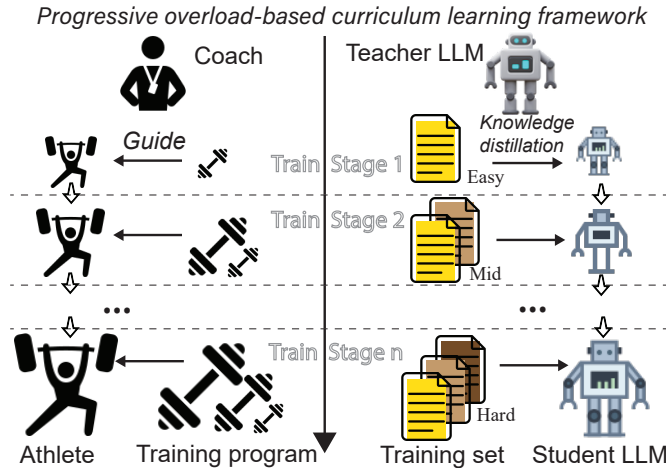 Progressive overload-based curriculum learning framework
Coach
Teacher LLM
Guide
Knowledge
distillation
Train Stage 1
Easy
Train Stage 2
Mid
...
...
Train Stage n
Hard
Athlete
Training program
Training set
Student LLM